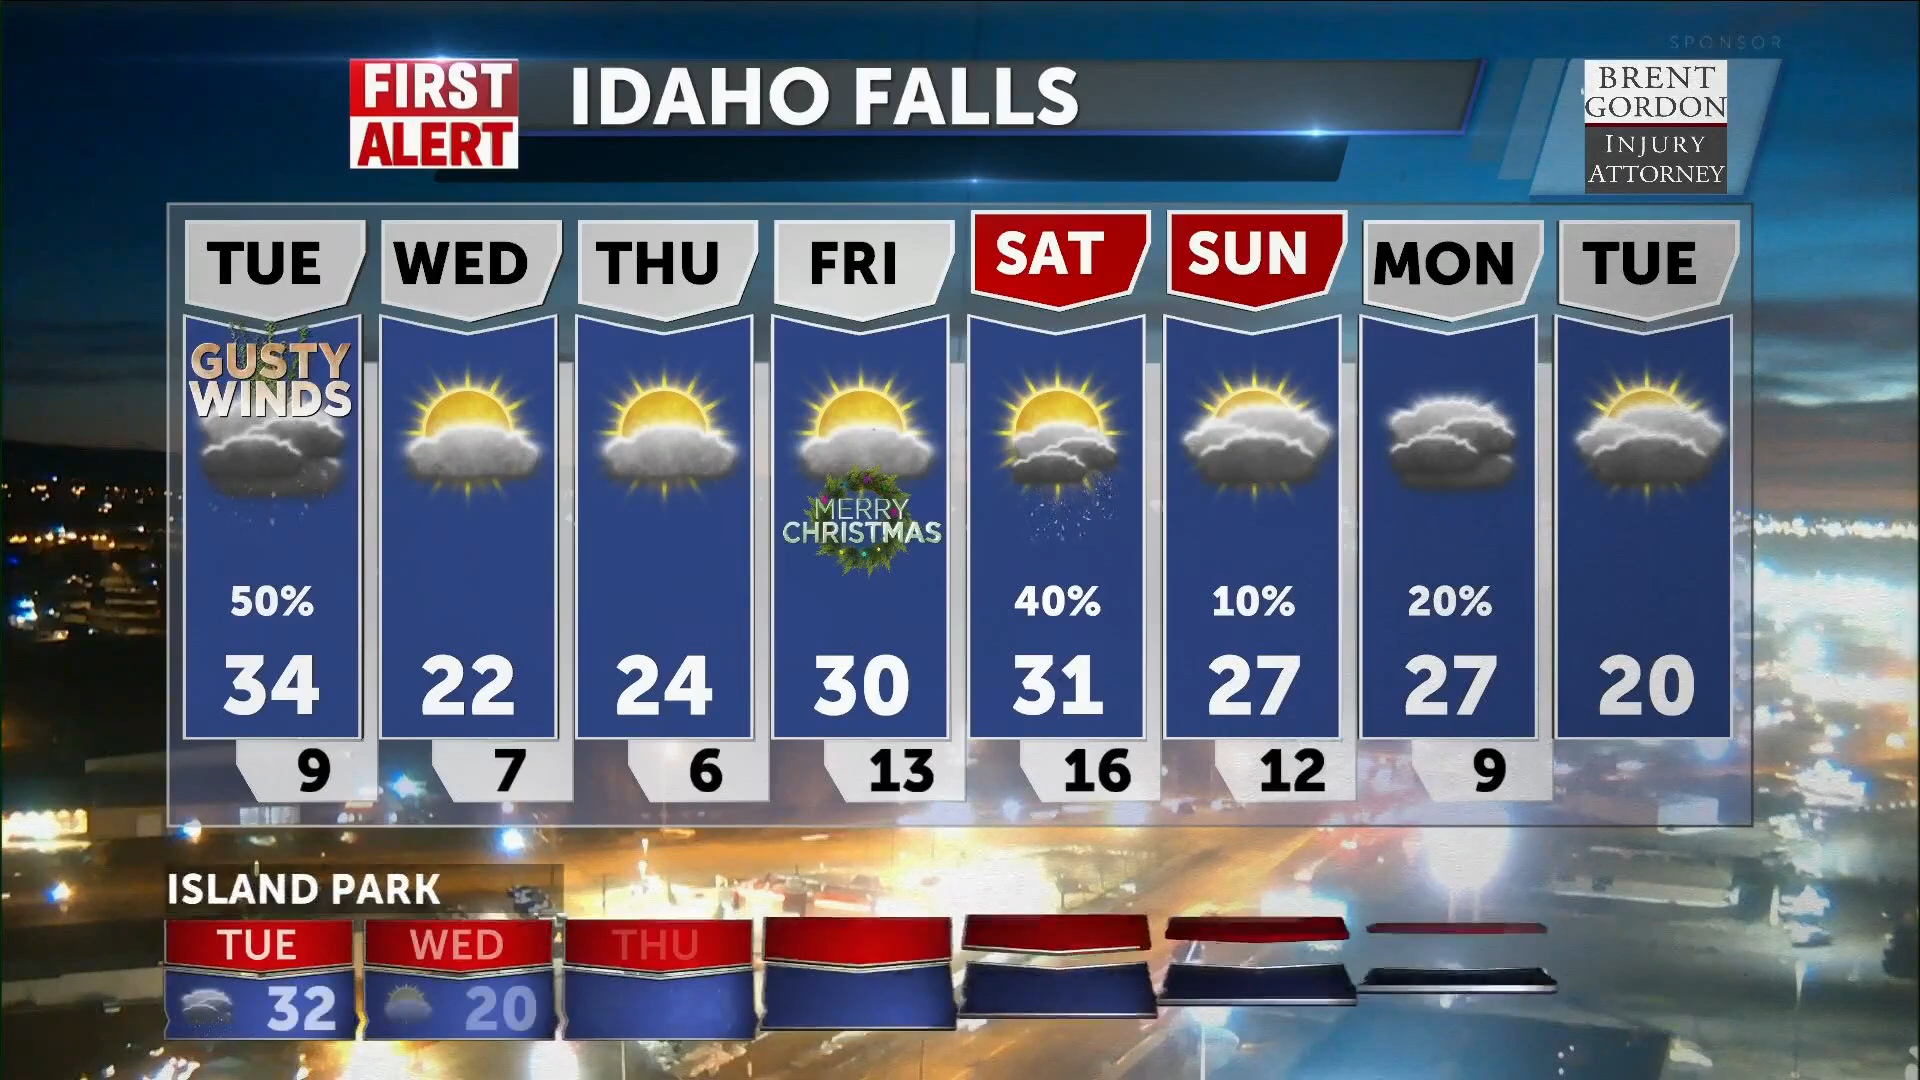 SPONSOR
FIRST
ALERT
IDAHO FALLS
BRENT
GORDON
INJURY
ATTORNEY
TUE WED THU FRI SAT SUN MON TUE
GUSTY
WINDS
MERRY
CHRISTMAS
50% 40% 10% 20%
34 22 24 30 31 27 27 20
9 7 6 13 16 12 9
ISLAND PARK
TUE WED THU
32 20